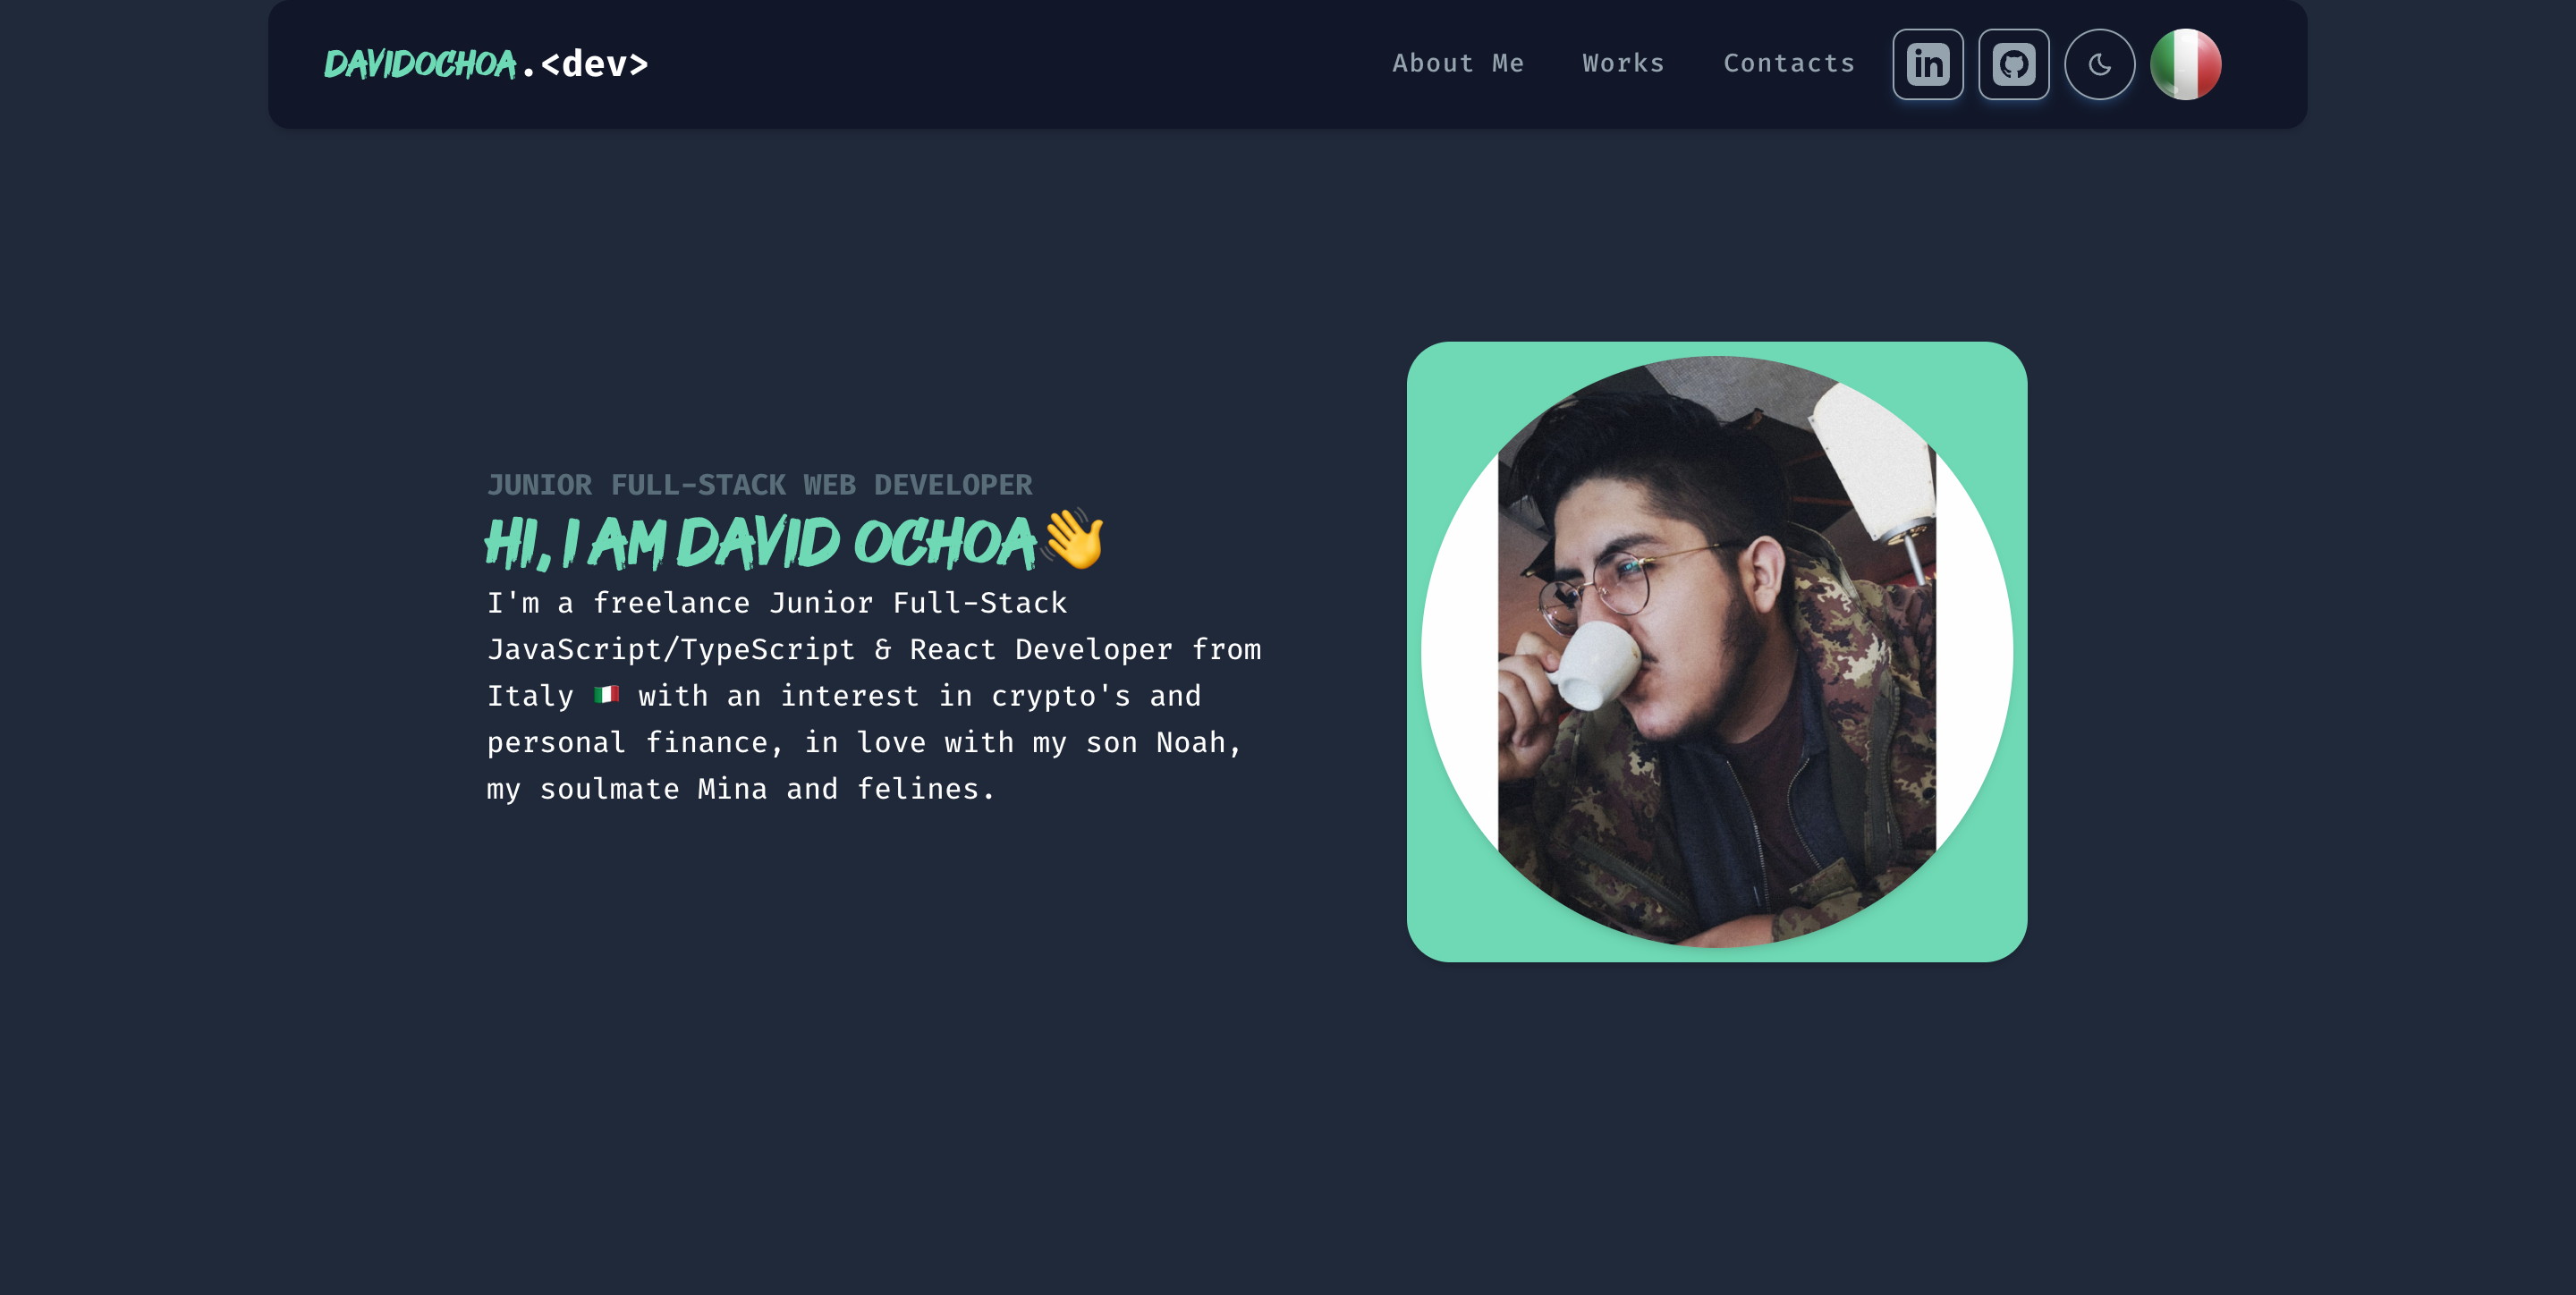 DAVIDOCHOA.<dev>
About Me
Works
Contacts
in
JUNIOR FULL-STACK WEB DEVELOPER
HI, I AM DAVID OCHOA👋
I'm a freelance Junior Full-Stack
JavaScript/TypeScript & React Developer from
Italy 🇮🇹 with an interest in crypto's and
personal finance, in love with my son Noah,
my soulmate Mina and felines.